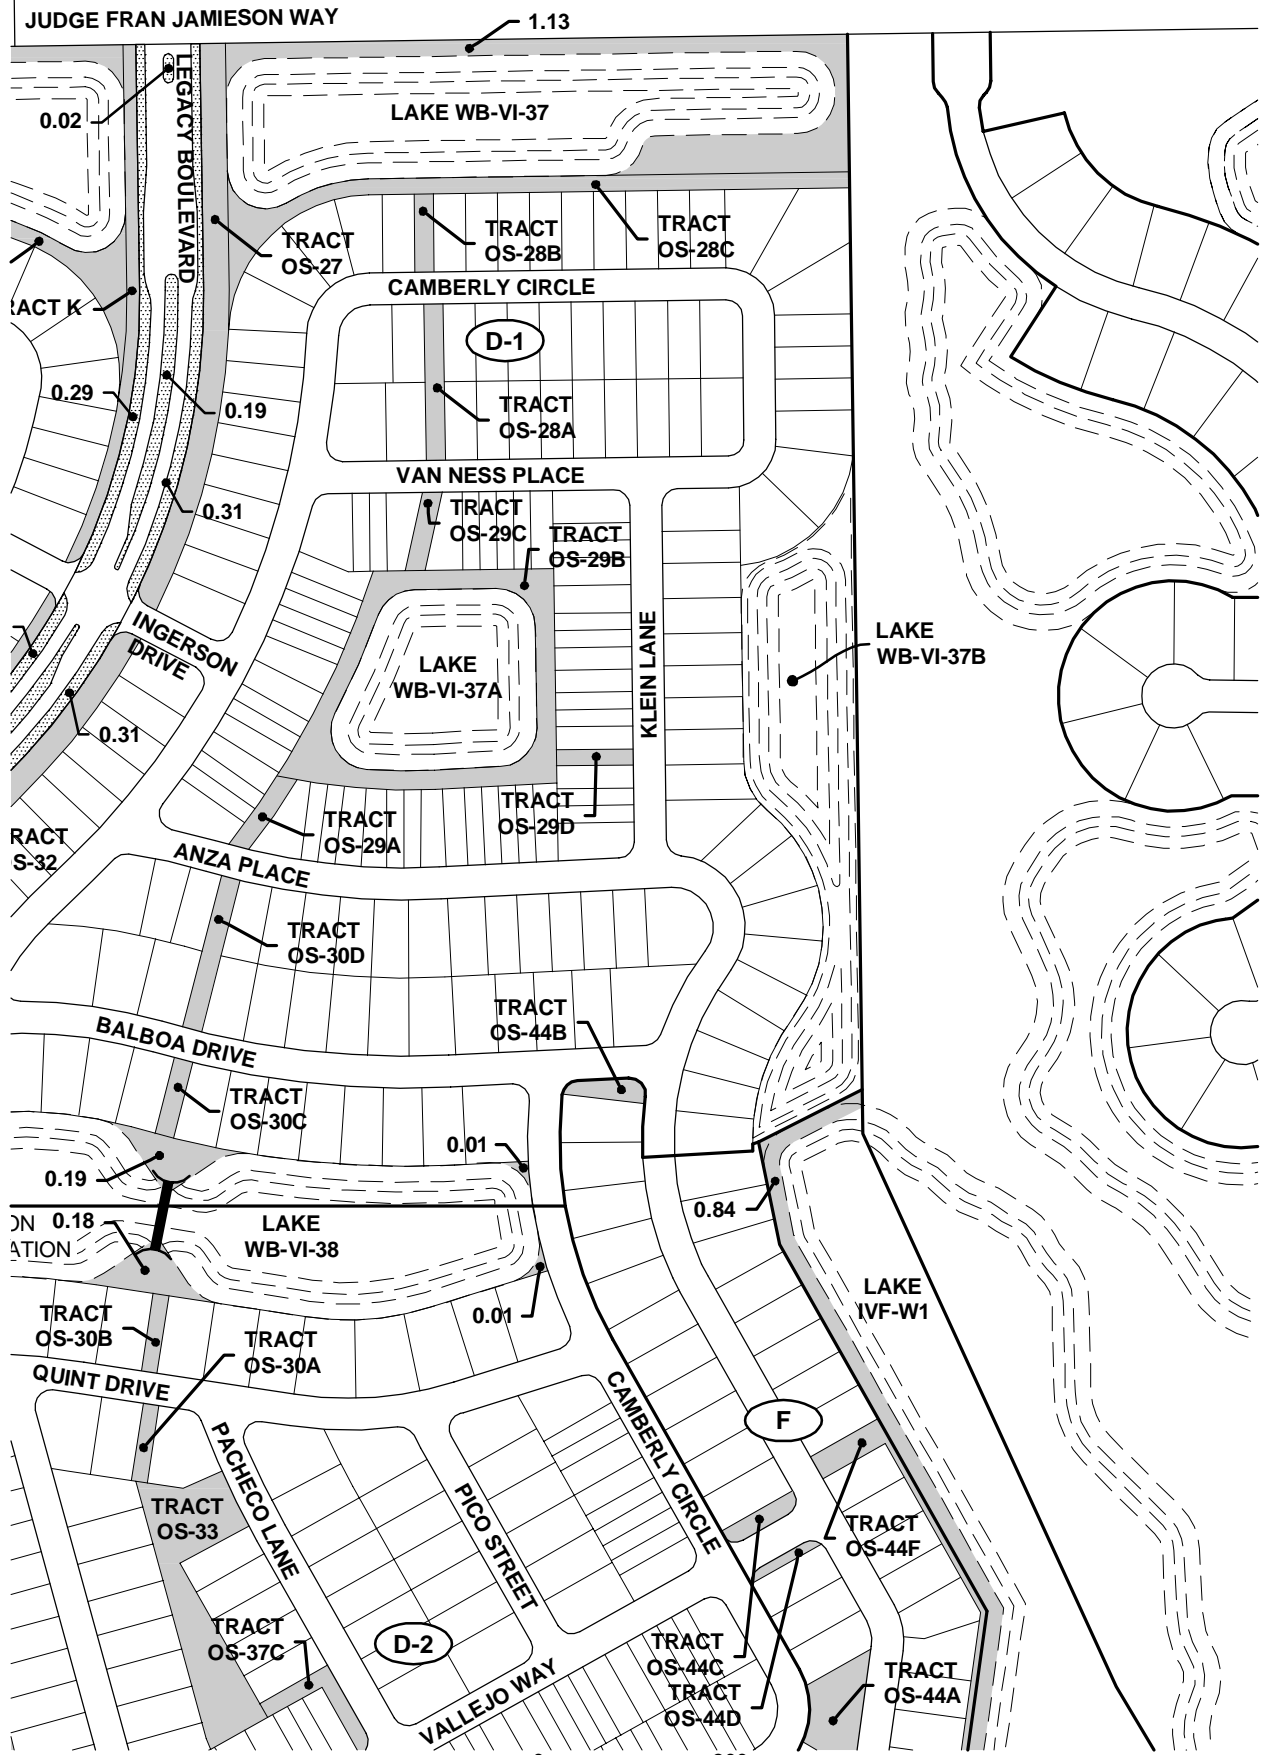 JUDGE FRAN JAMIESON WAY
1.13
0.02
LEGACY BOULEVARD
LAKE WB-VI-37
TRACT
OS-27
TRACT
OS-28B
TRACT
OS-28C
CAMBERLY CIRCLE
RACT K
D-1
0.29
0.19
TRACT
OS-28A
VAN NESS PLACE
0.31
TRACT
OS-29C
TRACT
OS-29B
INGERSON
DRIVE
KLEIN LANE
LAKE
WB-VI-37A
LAKE
WB-VI-37B
0.31
TRACT
OS-29D
TRACT
OS-29A
RACT
S-32
ANZA PLACE
TRACT
OS-30D
TRACT
OS-44B
BALBOA DRIVE
TRACT
OS-30C
0.01
0.19
0.84
ON
0.18
ATION
LAKE
WB-VI-38
LAKE
IVF-W1
0.01
TRACT
OS-30B
TRACT
OS-30A
QUINT DRIVE
CAMBERLY CIRCLE
F
PACHECO LANE
PICO STREET
TRACT
OS-33
TRACT
OS-44F
TRACT
OS-37C
D-2
TRACT
OS-44C
TRACT
OS-44D
TRACT
OS-44A
VALLEJO WAY